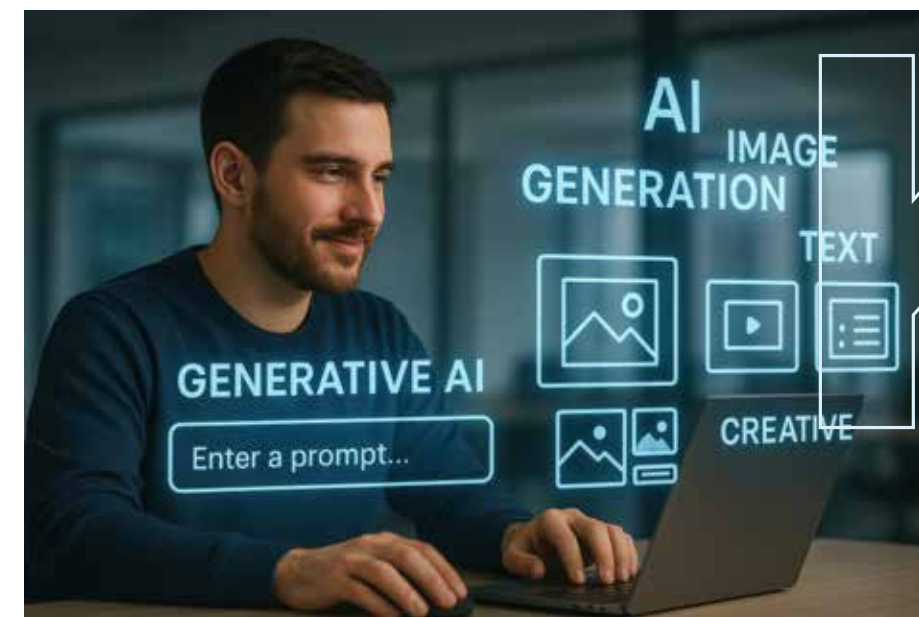 AI
IMAGE
GENERATION
TEXT
GENERATIVE AI
Enter a prompt...
CREATIVE